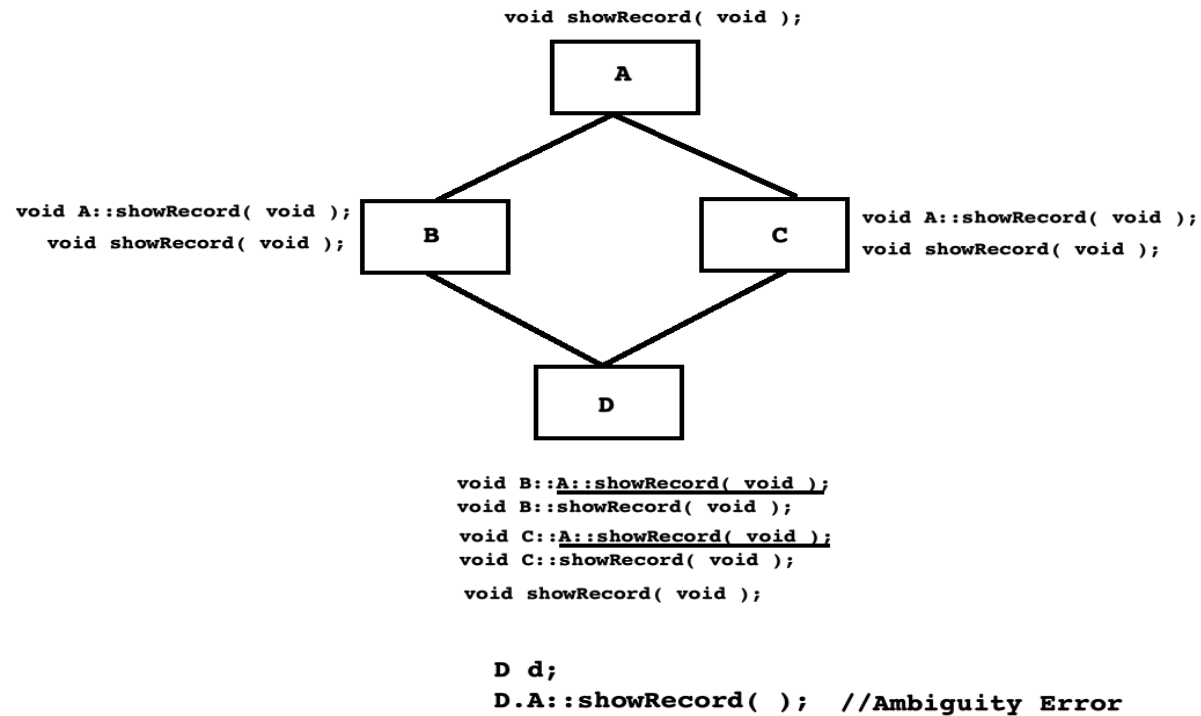 void showRecord( void );
A
void A::showRecord( void );
void showRecord( void );
B
C
void A::showRecord( void );
void showRecord( void );
D
void B::A::showRecord( void );
void B::showRecord( void );
void C::A::showRecord( void );
void C::showRecord( void );
void showRecord( void );
D d;
D.A::showRecord( ); //Ambiguity Error